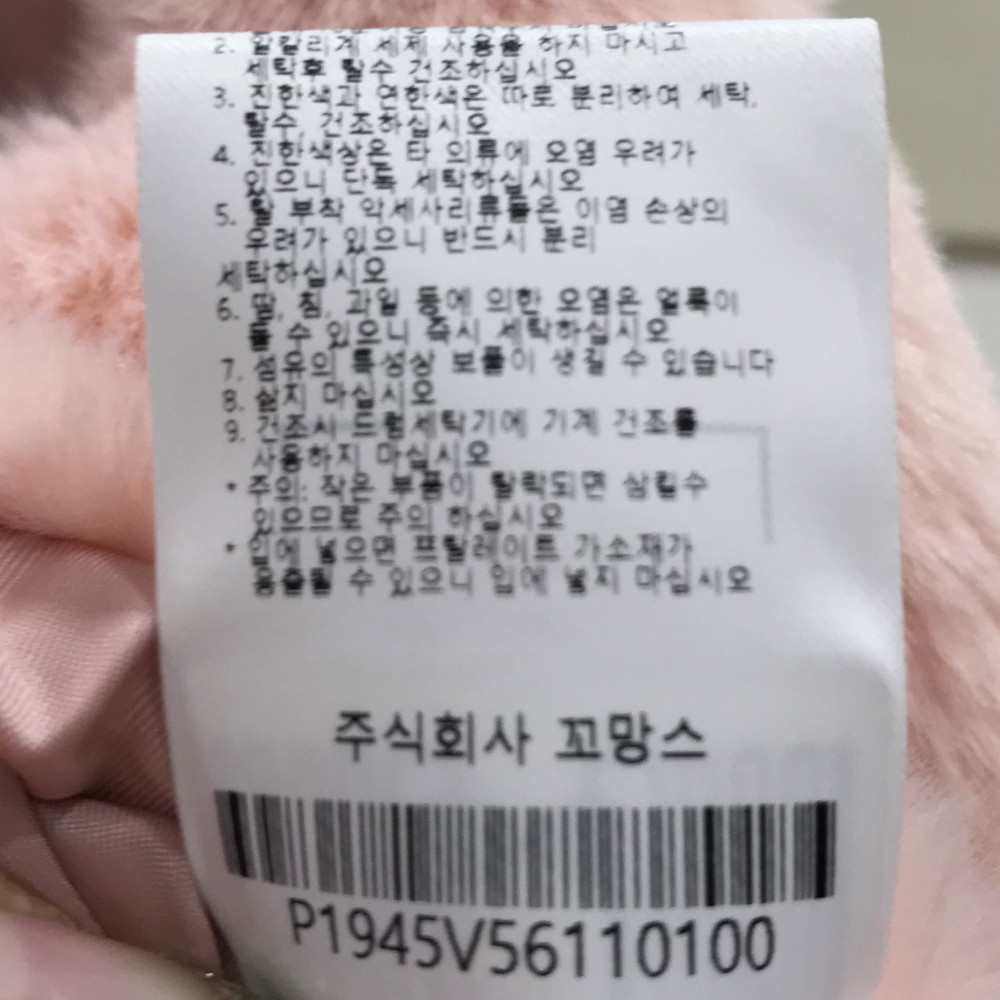 2. 알칼리계 세제 사용을 하지 마시고
세탁후 탈수 건조하십시오
3. 진한색과 연한색은 따로 분리하여 세탁,
탈수, 건조하십시오
4. 진한색상은 타 의류에 오염 우려가
있으니 단독 세탁하십시오
5. 탈 부착 악세사리류들은 이염 손상의
우려가 있으니 반드시 분리
세탁하십시오
6. 땀, 침, 과일 등에 의한 오염은 얼룩이
될 수 있으니 즉시 세탁하십시오
7. 섬유의 특성상 보풀이 생길 수 있습니다
8. 삶지 마십시오
9. 건조시 드럼세탁기에 기계 건조를
사용하지 마십시오
* 주의: 작은 부품이 탈락되면 삼킬수
있으므로 주의 하십시오
* 입에 넣으면 프탈레이트 가소제가
용출될 수 있으니 입에 넣지 마십시오
주식회사 꼬망스
P1945V56110100